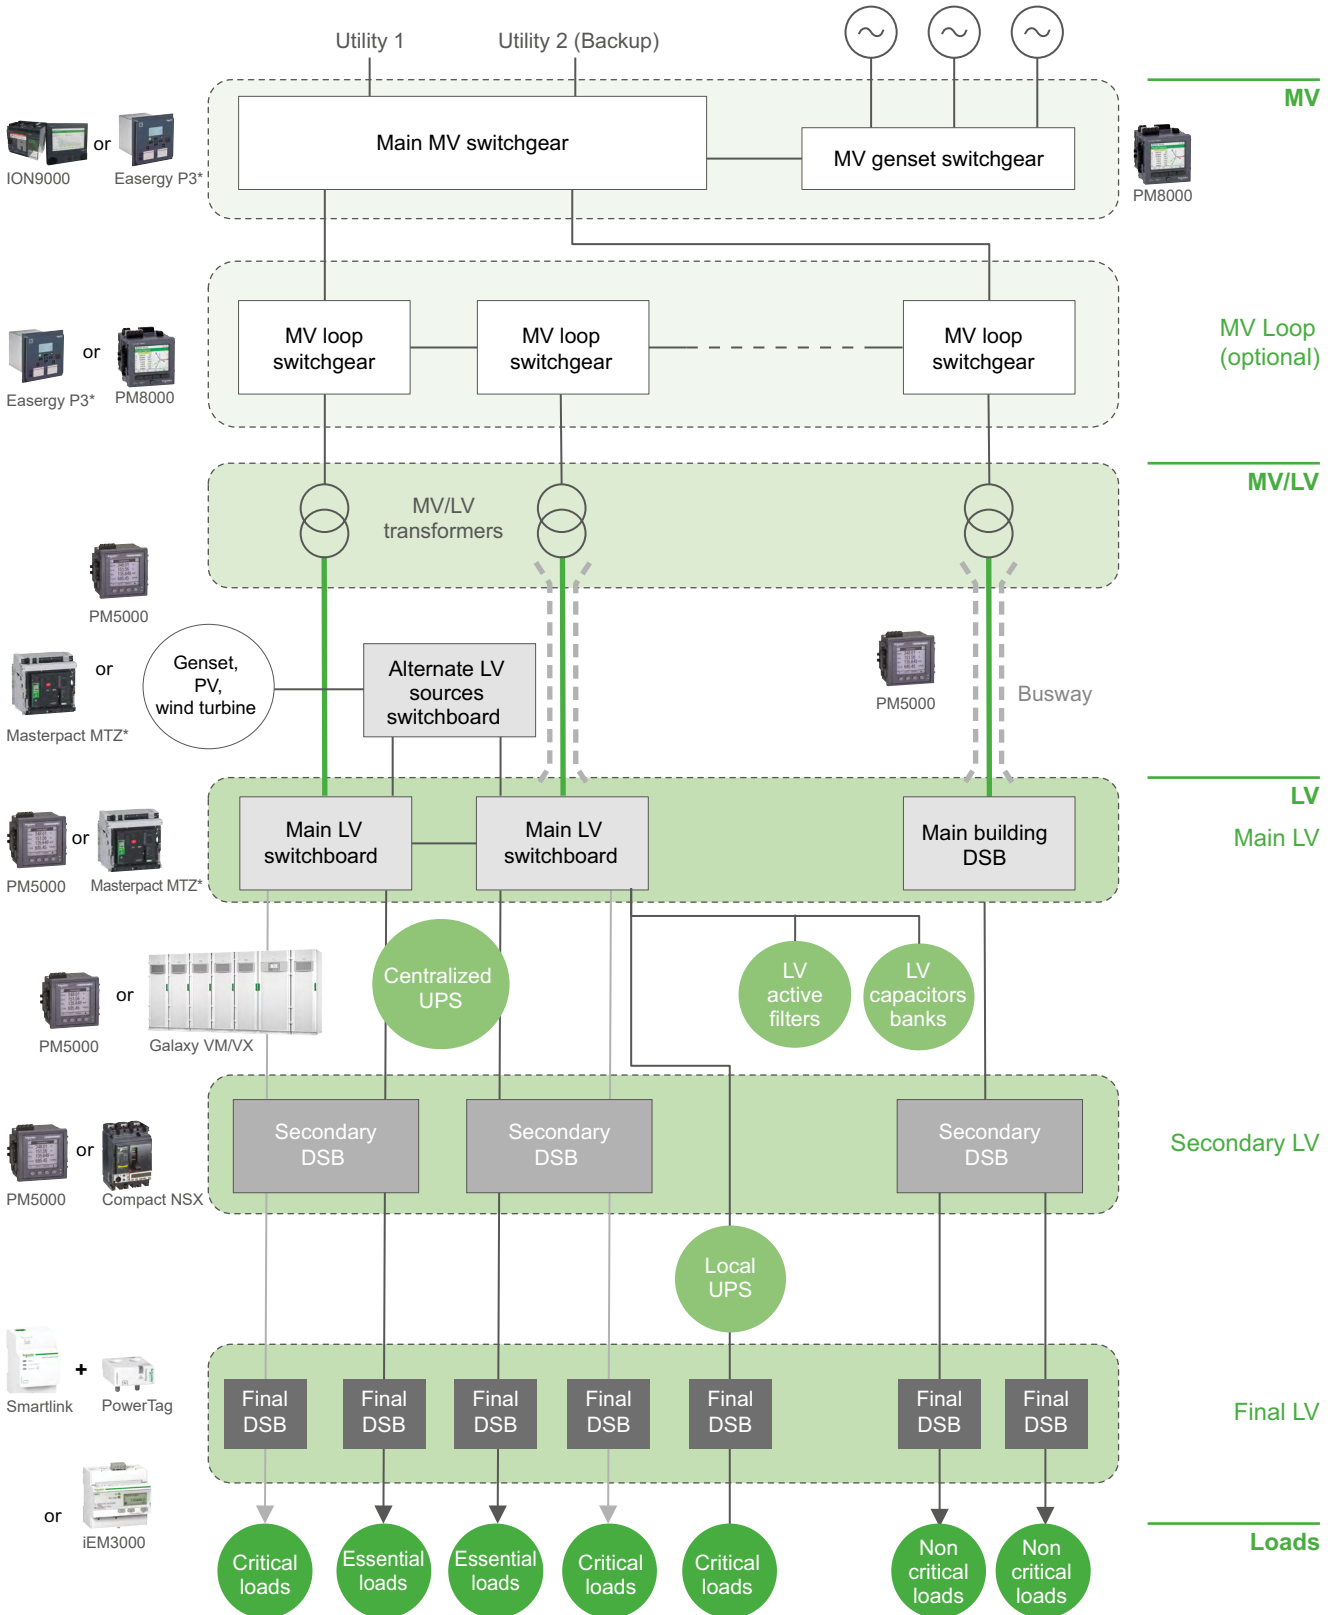 Utility 1
Utility 2 (Backup)
MV
Main MV switchgear
MV genset switchgear
or
ION9000
Easergy P3*
PM8000
MV loop
switchgear
MV loop
switchgear
MV loop
switchgear
MV Loop
(optional)
or
Easergy P3*
PM8000
MV/LV
MV/LV
transformers
PM5000
or
Masterpact MTZ*
Genset,
PV,
wind turbine
Alternate LV
sources
switchboard
PM5000
Busway
LV
Main LV
switchboard
Main LV
switchboard
Main building
DSB
Main LV
or
PM5000
Masterpact MTZ*
Centralized
UPS
LV
active
filters
LV
capacitors
banks
or
PM5000
Galaxy VM/VX
Secondary
DSB
Secondary
DSB
Secondary
DSB
Secondary LV
or
PM5000
Compact NSX
Local
UPS
+
Smartlink
PowerTag
Final
DSB
Final
DSB
Final
DSB
Final
DSB
Final
DSB
Final
DSB
Final
DSB
Final LV
or
iEM3000
Loads
Critical
loads
Essential
loads
Essential
loads
Critical
loads
Critical
loads
Non
critical
loads
Non
critical
loads